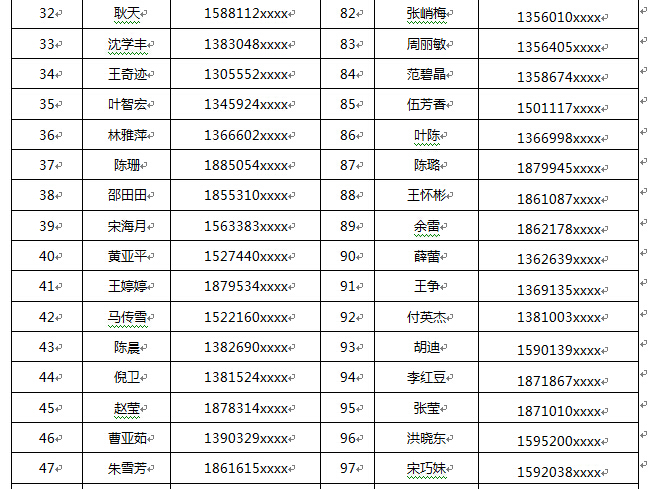 32 耿天 1588112xxxx 82 张峭梅 1356010xxxx
33 沈学丰 1383048xxxx 83 周丽敏 1356405xxxx
34 王奇迹 1305552xxxx 84 范碧晶 1358674xxxx
35 叶智宏 1345924xxxx 85 伍芳香 1501117xxxx
36 林雅萍 1366602xxxx 86 叶陈 1366998xxxx
37 陈珊 1885054xxxx 87 陈璐 1879945xxxx
38 邵田田 1855310xxxx 88 王怀彬 1861087xxxx
39 宋海月 1563383xxxx 89 余雷 1862178xxxx
40 黄亚平 1527440xxxx 90 薛蕾 1362639xxxx
41 王婷婷 1879534xxxx 91 王争 1369135xxxx
42 马传雪 1522160xxxx 92 付英杰 1381003xxxx
43 陈晨 1382690xxxx 93 胡迪 1590139xxxx
44 倪卫 1381524xxxx 94 李红豆 1871867xxxx
45 赵莹 1878314xxxx 95 张莹 1871010xxxx
46 曹亚茹 1390329xxxx 96 洪晓东 1595200xxxx
47 朱雪芳 1861615xxxx 97 宋巧妹 1592038xxxx